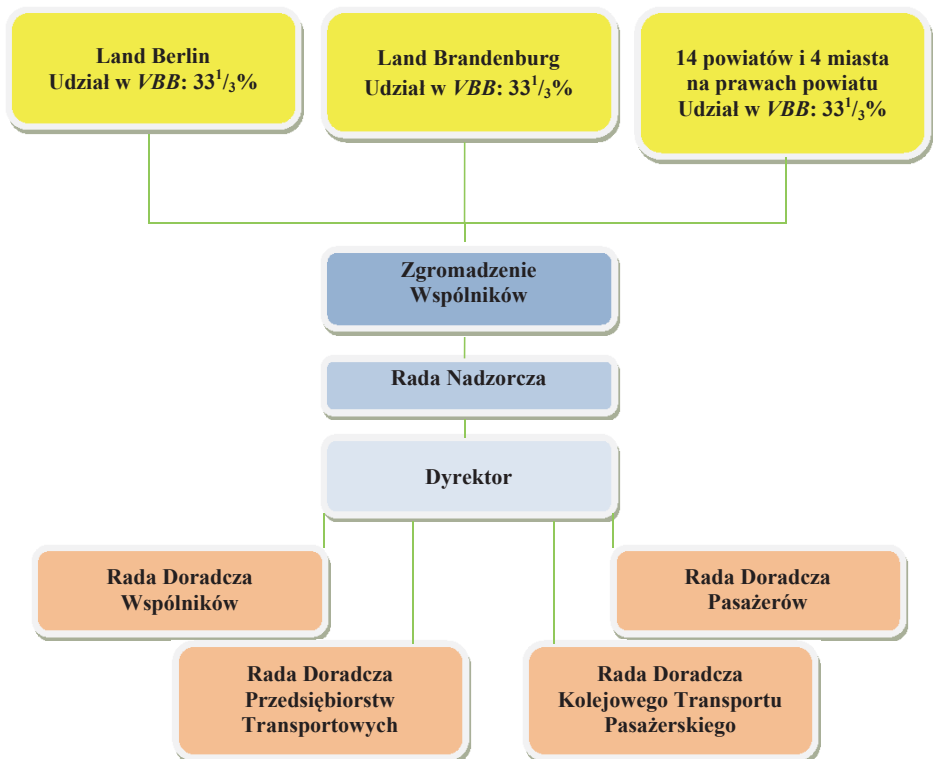 Land Berlin
Udział w VBB: 33¹/₃%
Land Brandenburg
Udział w VBB: 33¹/₃%
14 powiatów i 4 miasta
na prawach powiatu
Udział w VBB: 33¹/₃%
Zgromadzenie
Wspólników
Rada Nadzorcza
Dyrektor
Rada Doradcza
Wspólników
Rada Doradcza
Pasażerów
Rada Doradcza
Przedsiębiorstw
Transportowych
Rada Doradcza
Kolejowego Transportu
Pasażerskiego